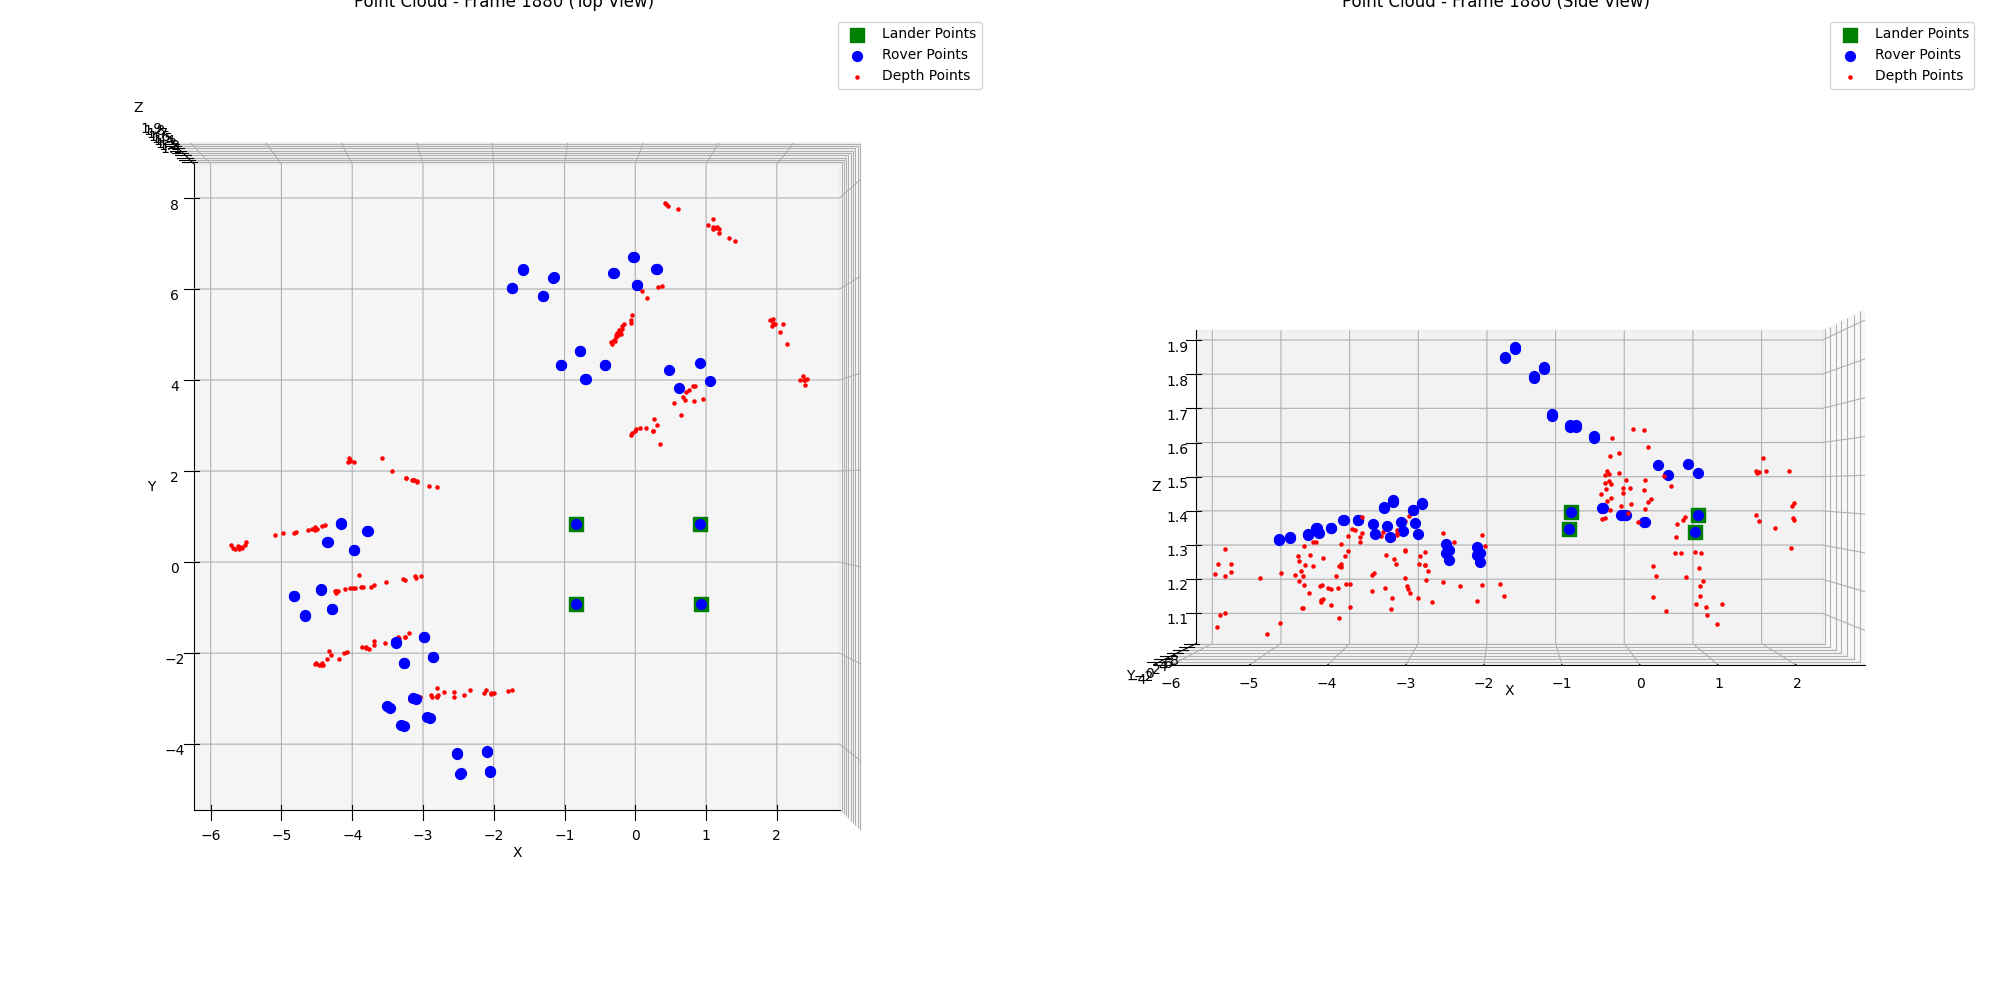 Point Cloud - Frame 1880 (Top View)
Lander Points
Rover Points
Depth Points
Z
8
6
4
2
0
−2
−4
Y
−6 −5 −4 −3 −2 −1 0 1 2
X
Point Cloud - Frame 1880 (Side View)
Lander Points
Rover Points
Depth Points
1.9
1.8
1.7
1.6
1.5
1.4
1.3
1.2
1.1
Z
Y
−6 −5 −4 −3 −2 −1 0 1 2
X